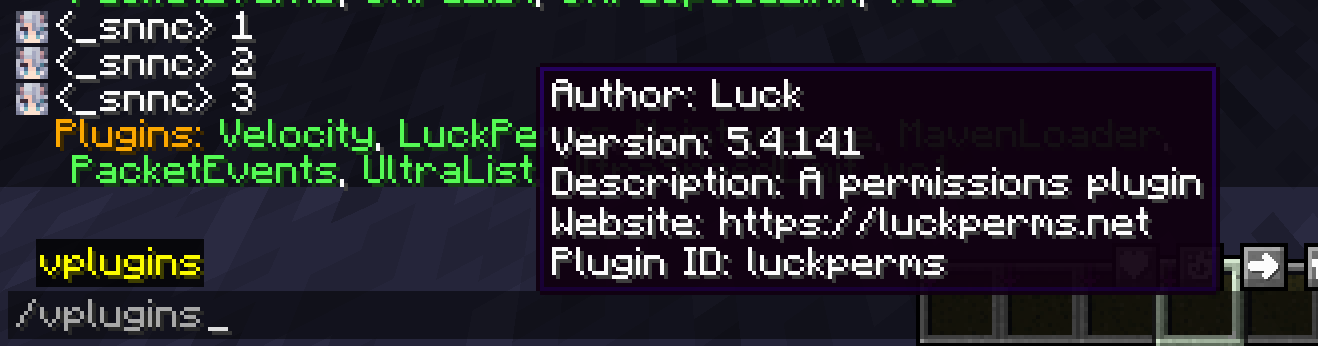 <_snnc> 1
<_snnc> 2
<_snnc> 3
Plugins: Velocity, LuckPe MavenLoader,
PacketEvents, UltraList
Author: Luck
Version: 5.4.141
Description: A permissions plugin
Website: https://luckperms.net
Plugin ID: luckperms
vplugins
/vplugins_